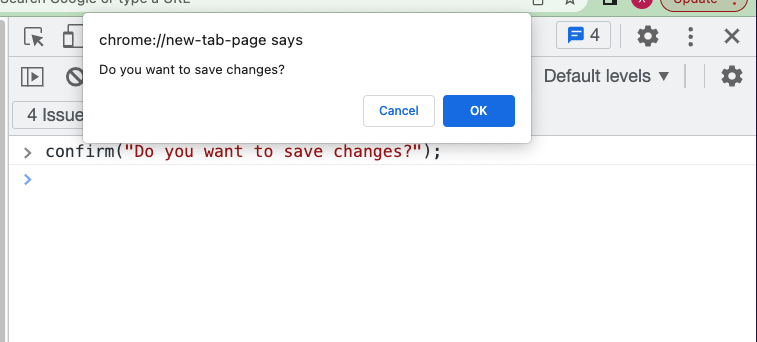 Search Google or type a URL
Update
chrome://new-tab-page says
Do you want to save changes?
Cancel
OK
4
Default levels ▼
4 Issue
> confirm("Do you want to save changes?");
>